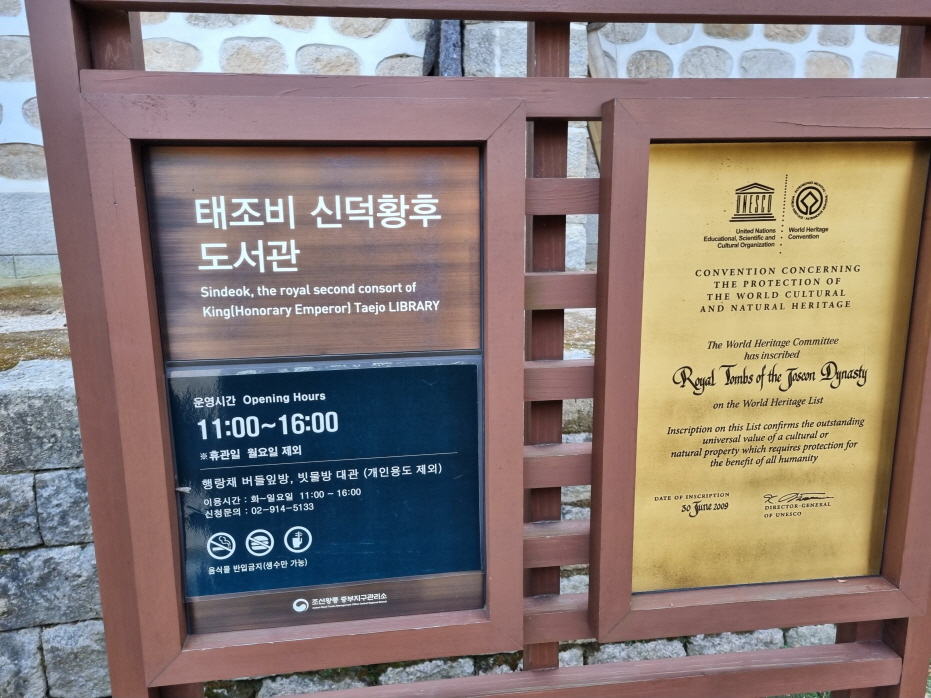 태조비 신덕황후
도서관
Sindeok, the royal second consort of
King(Honorary Emperor) Taejo LIBRARY
운영시간 Opening Hours
11:00~16:00
※휴관일 월요일 제외
행랑채 버들잎방, 빗물방 대관 (개인용도 제외)
이용시간 : 화~일요일 11:00 ~ 16:00
신청문의 : 02-914-5133
음식물 반입금지(생수만 가능)
조선왕릉 중부지구관리소
UNESCO
United Nations
Educational, Scientific and
Cultural Organization
World Heritage
Convention
CONVENTION CONCERNING
THE PROTECTION OF
THE WORLD CULTURAL
AND NATURAL HERITAGE
The World Heritage Committee
has inscribed
Royal Tombs of the Joseon Dynasty
on the World Heritage List
Inscription on this List confirms the outstanding
universal value of a cultural or
natural property which requires protection for
the benefit of all humanity
DATE OF INSCRIPTION
30 June 2009
DIRECTOR-GENERAL
OF UNESCO